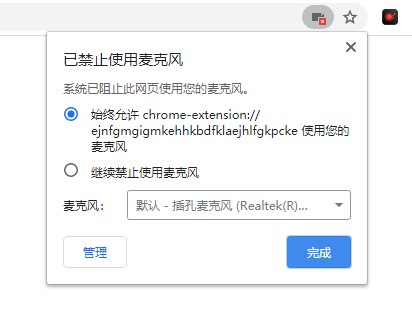 已禁止使用麦克风
系统已阻止此网页使用您的麦克风。
始终允许 chrome-extension://
ejnfgmgigmkehhkbdfklaejhlfgkpcke 使用您的
麦克风
继续禁止使用麦克风
麦克风： 默认 - 插孔麦克风 (Realtek(R)...
管理 完成